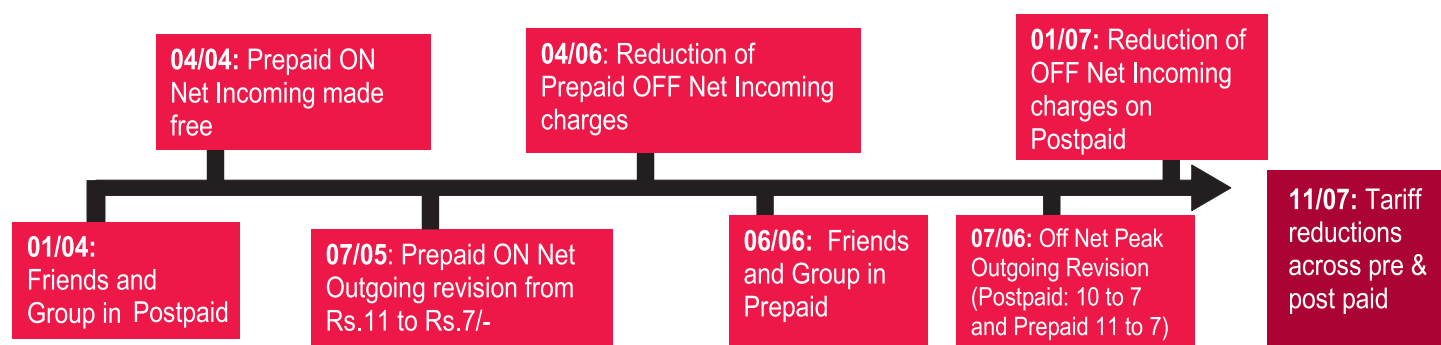 04/04: Prepaid ON
Net Incoming made
free
04/06: Reduction of
Prepaid OFF Net Incoming
charges
01/07: Reduction of
OFF Net Incoming
charges on
Postpaid
01/04:
Friends and
Group in Postpaid
07/05: Prepaid ON Net
Outgoing revision from
Rs.11 to Rs.7/-
06/06: Friends
and Group in
Prepaid
07/06: Off Net Peak
Outgoing Revision
(Postpaid: 10 to 7
and Prepaid 11 to 7)
11/07: Tariff
reductions
across pre &
post paid